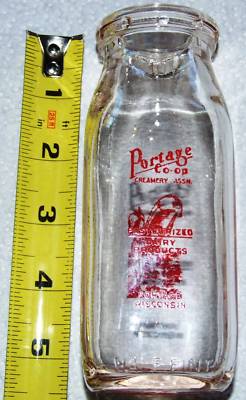 Portage
Co-op
CREAMERY ASSN.
PASTEURIZED
DAIRY
PRODUCTS
WISCONSIN
1
2
3
4
5